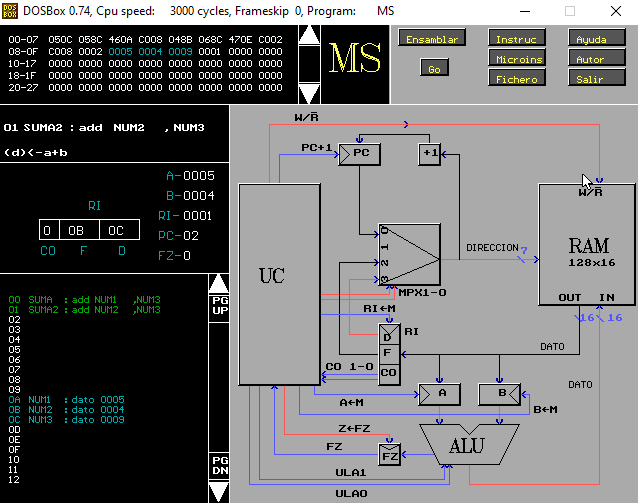 DOSBox 0.74, Cpu speed: 3000 cycles, Frameskip 0, Program: MS
00-07 050C 058C 460A C008 048B 068C 470E C002
08-0F C008 0002 0005 0004 0009 0001 0000 0000
10-17 0000 0000 0000 0000 0000 0000 0000 0000
18-1F 0000 0000 0000 0000 0000 0000 0000 0000
20-27 0000 0000 0000 0000 0000 0000 0000 0000
MS
Ensamblar Instruc Ayuda
Go Microins Autor
Fichero Salir
01 SUMA2 : add NUM2 ,NUM3
(d)<-a+b
A-0005
B-0004
RI-0001
PC-02
FZ-0
RI
0 0B 0C
CO F D
00 SUMA : add NUM1 ,NUM3
01 SUMA2 : add NUM2 ,NUM3
02
03
04
05
06
07
08
09
0A NUM1 : dato 0005
0B NUM2 : dato 0004
0C NUM3 : dato 0009
0D
0E
0F
10
11
12
PG
UP
PG
DN
W/R̅
PC+1
PC
+1
W/R̅
UC
0
1
2
3
MPX1-0
DIRECCION
7
RAM
128x16
OUT IN
16 16
RI←M
RI
D
F
CO
CO 1-0
DATO
DATO
A
B
A←M
B←M
Z←FZ
FZ
FZ
ALU
ULA1
ULA0